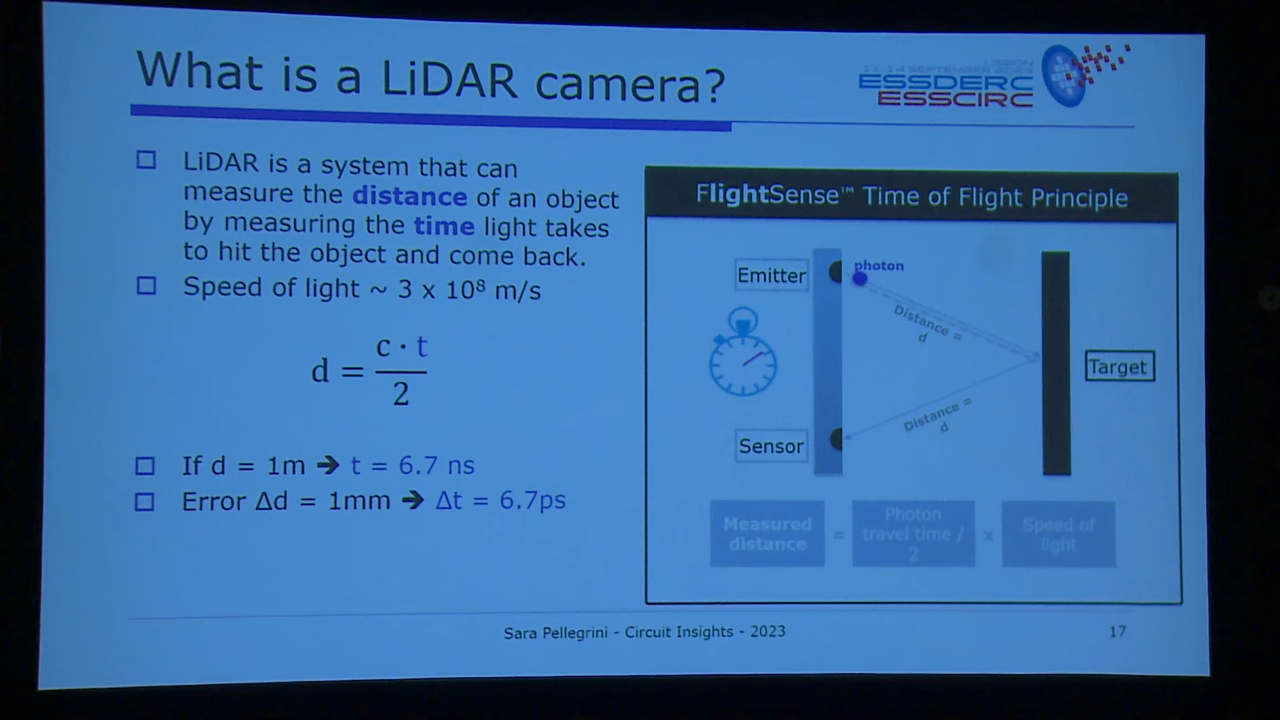 What is a LiDAR camera?
LISBON
11-14 SEPTEMBER 2023
ESSDERC
ESSCIRC
LiDAR is a system that can
measure the distance of an object
by measuring the time light takes
to hit the object and come back.
Speed of light ~ 3 x 10⁸ m/s
d = c · t
2
If d = 1m ➔ t = 6.7 ns
Error Δd = 1mm ➔ Δt = 6.7ps
FlightSense™ Time of Flight Principle
Emitter
photon
Distance =
d
Target
Distance =
d
Sensor
Measured
distance
=
Photon
travel time /
2
x
Speed of
light
Sara Pellegrini - Circuit Insights - 2023
17